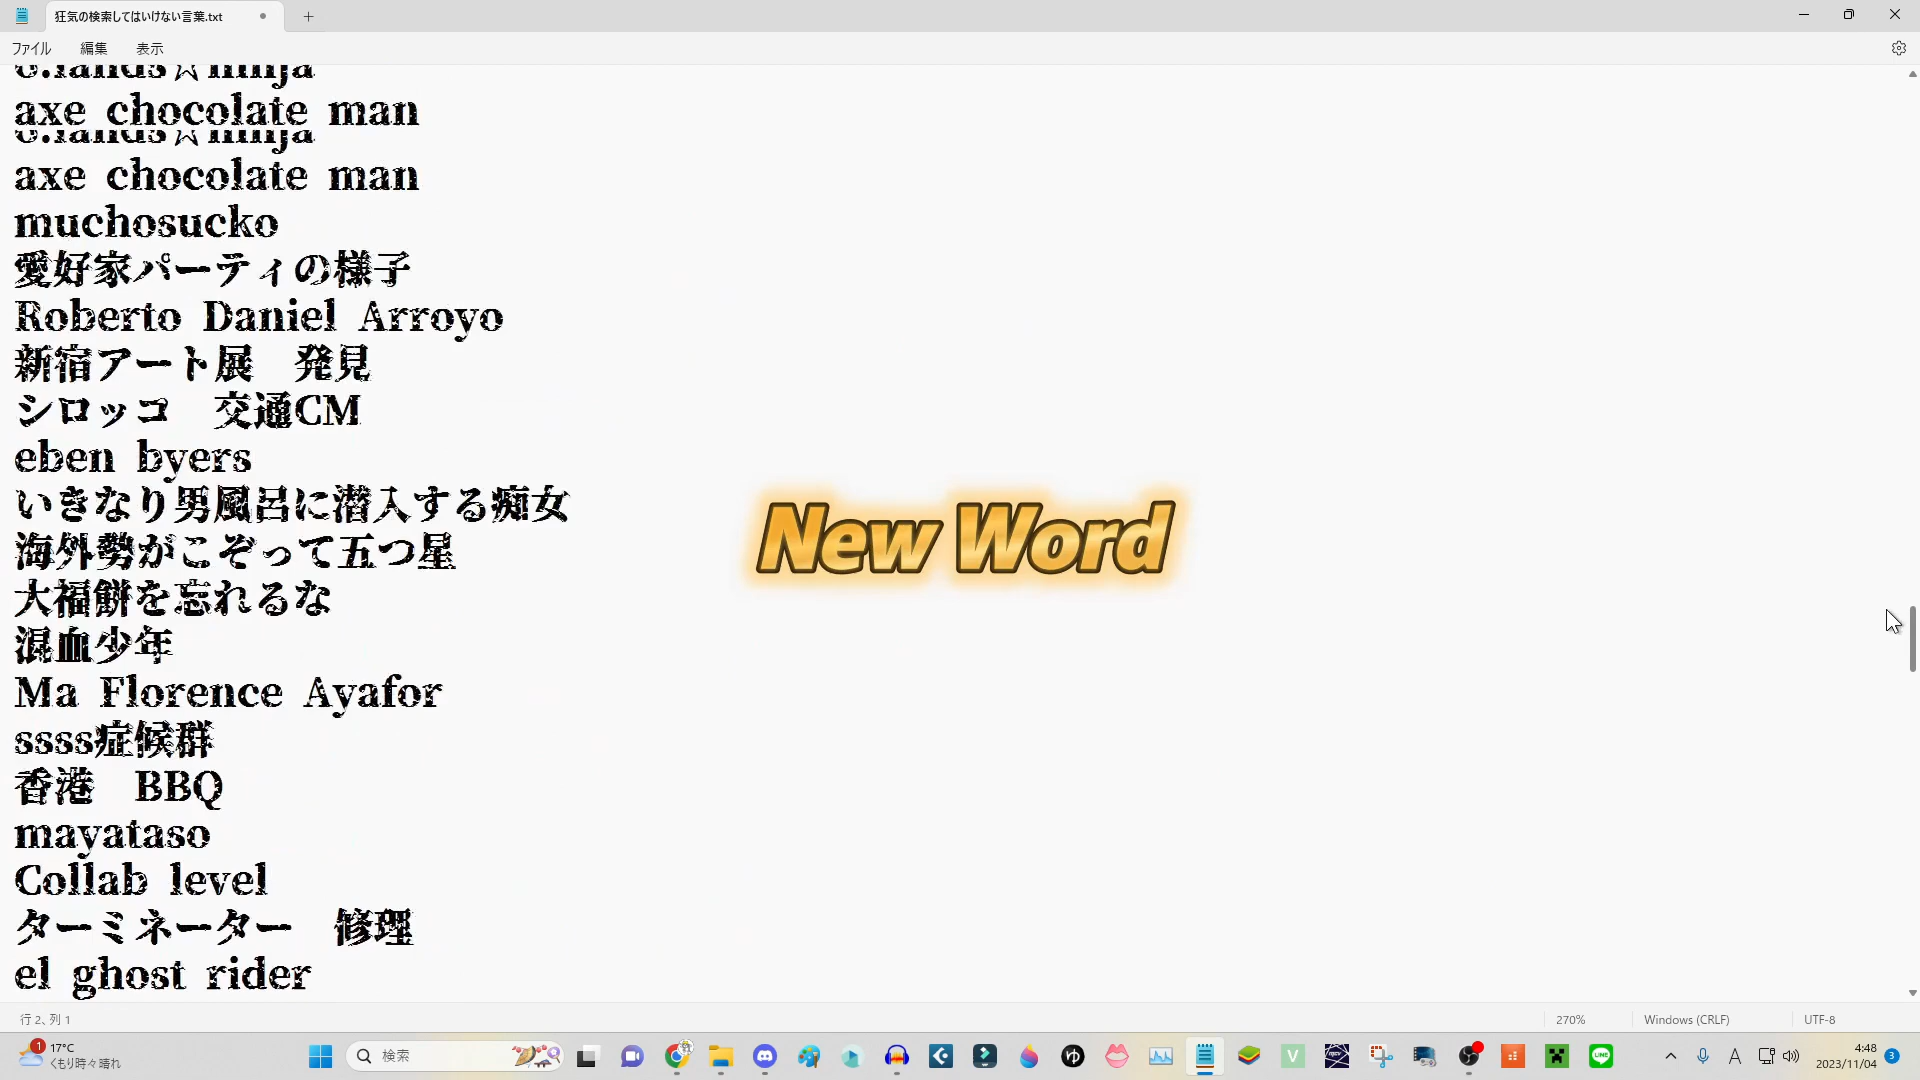 狂気の検索してはいけない言葉.txt
ファイル 編集 表示
axe chocolate man
axe chocolate man
muchosucko
愛好家パーティの様子
Roberto Daniel Arroyo
新宿アート展　発見
シロッコ　交通CM
eben byers
いきなり男風呂に潜入する痴女
海外勢がこぞって五つ星
大福餅を忘れるな
混血少年
Ma Florence Ayafor
ssss症候群
香港　BBQ
mayataso
Collab level
ターミネーター　修理
el ghost rider
New Word
行 2、列 1
270%
Windows (CRLF)
UTF-8
1
17°C
くもり時々晴れ
検索
A
4:48
2023/11/04
3